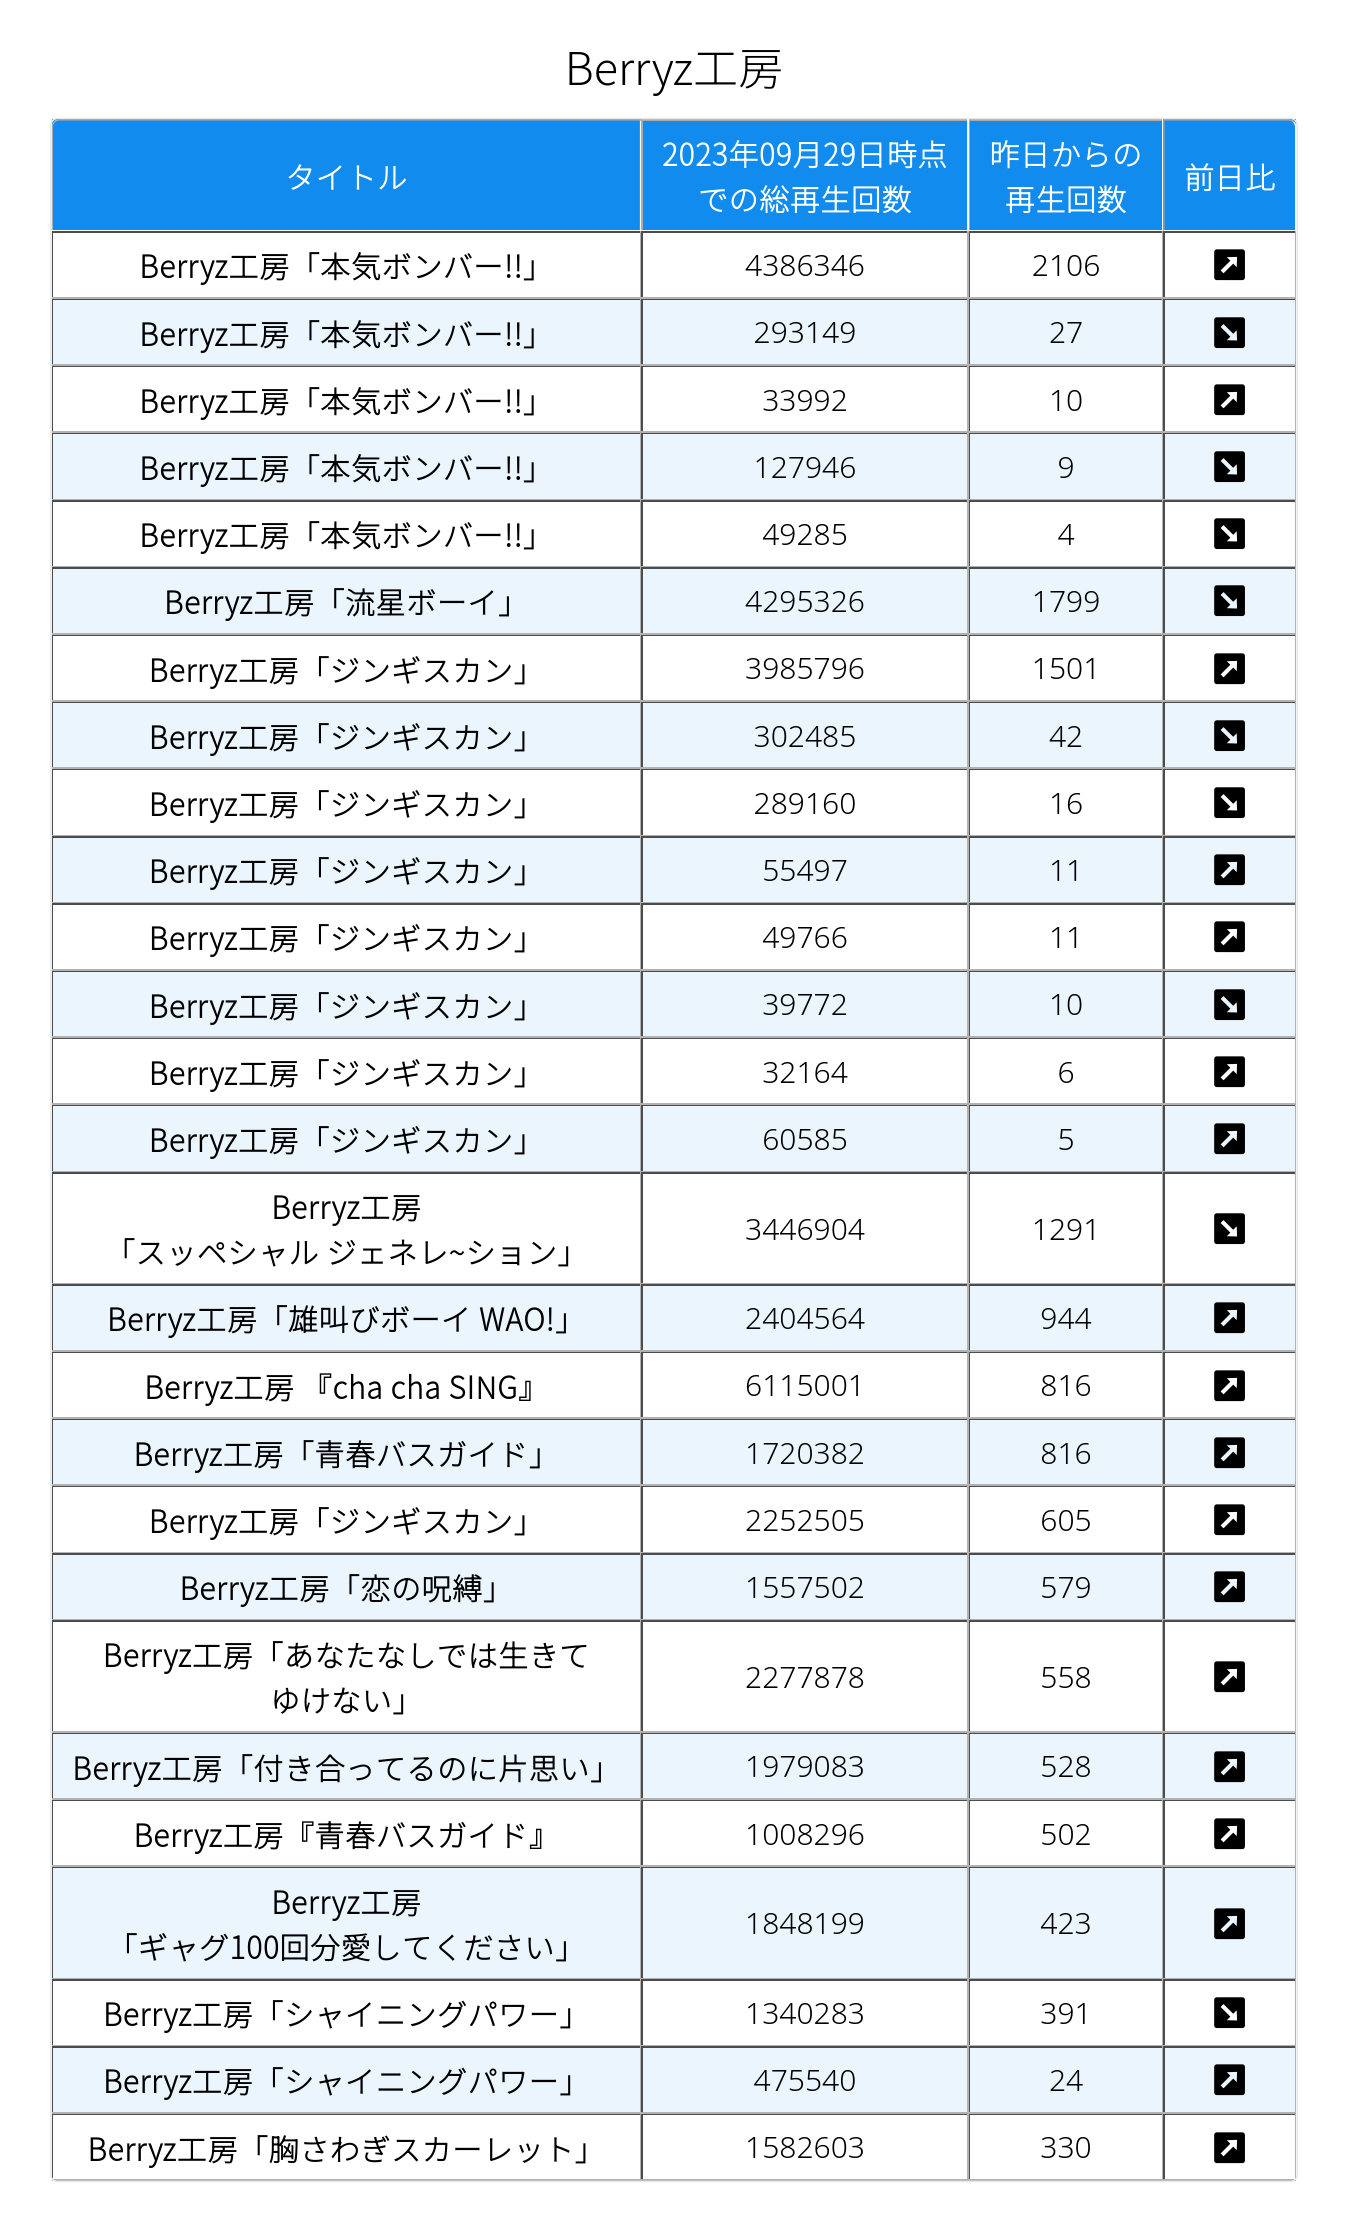 Berryz工房
タイトル
2023年09月29日時点
での総再生回数
昨日からの
再生回数
前日比
Berryz工房「本気ボンバー!!」 4386346 2106
Berryz工房「本気ボンバー!!」 293149 27
Berryz工房「本気ボンバー!!」 33992 10
Berryz工房「本気ボンバー!!」 127946 9
Berryz工房「本気ボンバー!!」 49285 4
Berryz工房「流星ボーイ」 4295326 1799
Berryz工房「ジンギスカン」 3985796 1501
Berryz工房「ジンギスカン」 302485 42
Berryz工房「ジンギスカン」 289160 16
Berryz工房「ジンギスカン」 55497 11
Berryz工房「ジンギスカン」 49766 11
Berryz工房「ジンギスカン」 39772 10
Berryz工房「ジンギスカン」 32164 6
Berryz工房「ジンギスカン」 60585 5
Berryz工房
「スッペシャル ジェネレ~ション」 3446904 1291
Berryz工房「雄叫びボーイ WAO!」 2404564 944
Berryz工房 『cha cha SING』 6115001 816
Berryz工房「青春バスガイド」 1720382 816
Berryz工房「ジンギスカン」 2252505 605
Berryz工房「恋の呪縛」 1557502 579
Berryz工房「あなたなしでは生きて
ゆけない」 2277878 558
Berryz工房「付き合ってるのに片思い」 1979083 528
Berryz工房『青春バスガイド』 1008296 502
Berryz工房
「ギャグ100回分愛してください」 1848199 423
Berryz工房「シャイニングパワー」 1340283 391
Berryz工房「シャイニングパワー」 475540 24
Berryz工房「胸さわぎスカーレット」 1582603 330